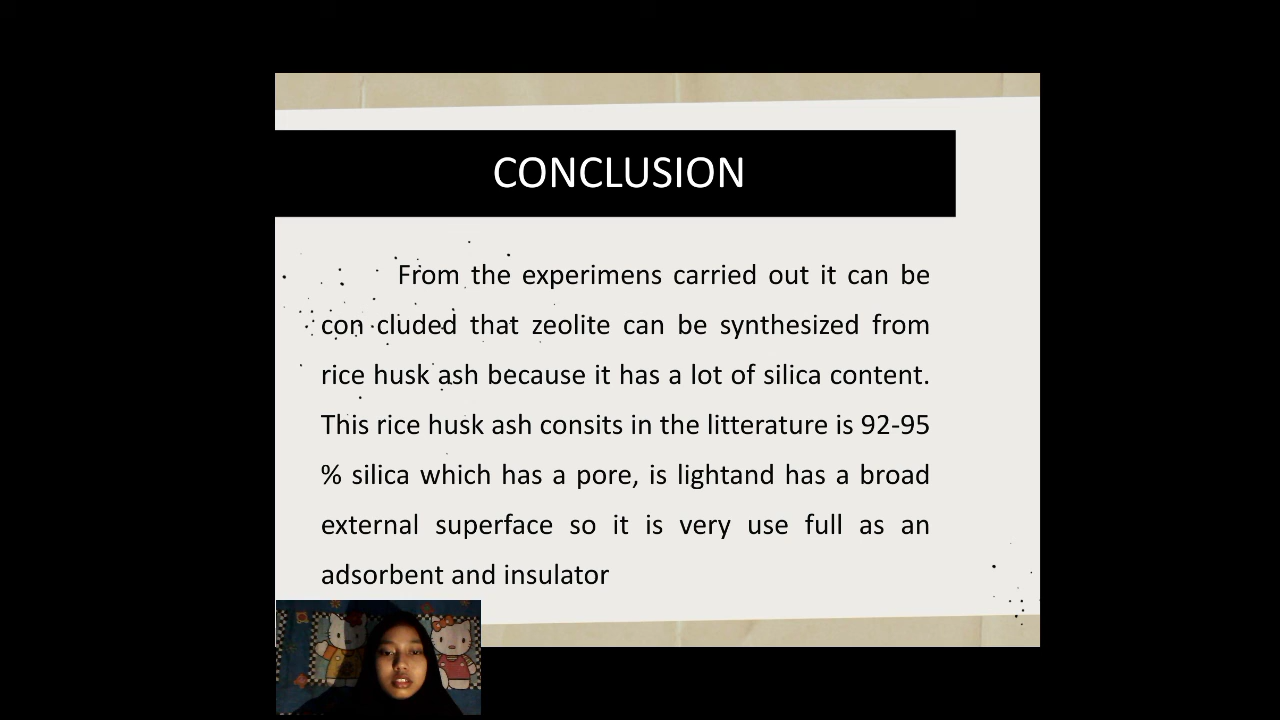 CONCLUSION
From the experimens carried out it can be
con cluded that zeolite can be synthesized from
rice husk ash because it has a lot of silica content.
This rice husk ash consits in the litterature is 92-95
% silica which has a pore, is lightand has a broad
external superface so it is very use full as an
adsorbent and insulator